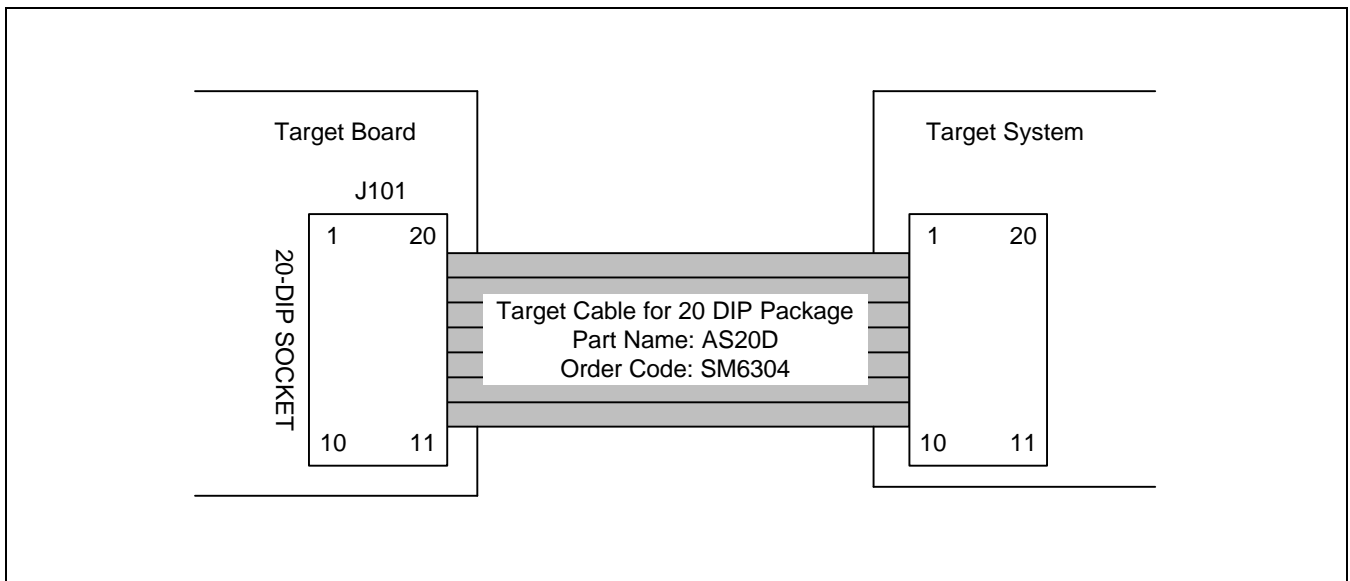 Target Board
Target System
J101
1 20
1 20
20-DIP SOCKET
Target Cable for 20 DIP Package
Part Name: AS20D
Order Code: SM6304
10 11
10 11